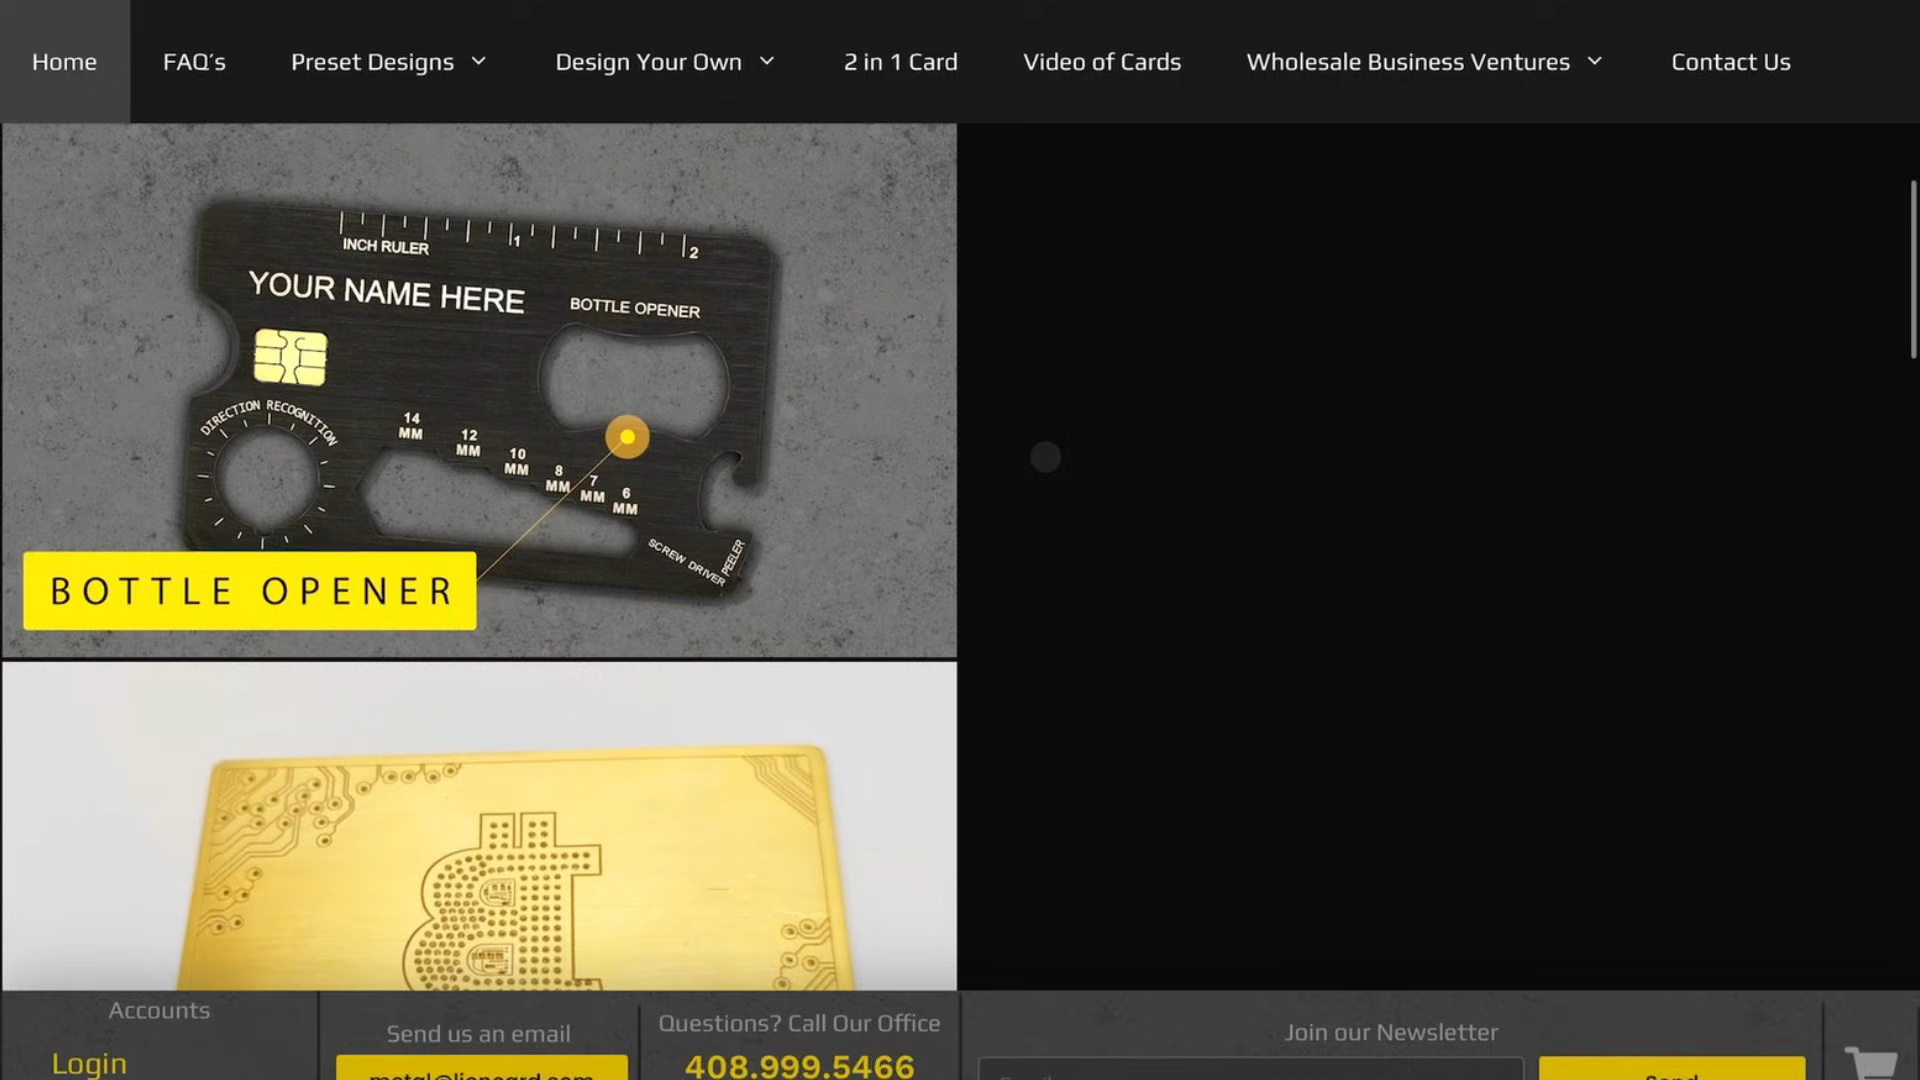 Home FAQ's Preset Designs Design Your Own 2 in 1 Card Video of Cards Wholesale Business Ventures Contact Us
INCH RULER 1 2
YOUR NAME HERE
BOTTLE OPENER
DIRECTION RECOGNITION
14 MM
12 MM
10 MM
8 MM
7 MM
6 MM
SCREW DRIVER
PEELER
BOTTLE OPENER
Accounts
Login
Send us an email
Questions? Call Our Office
408.999.5466
Join our Newsletter